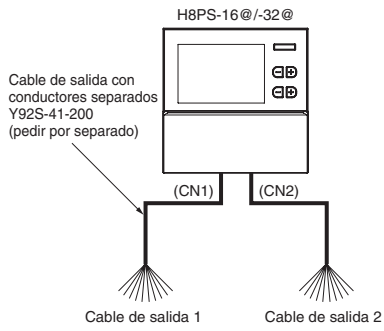 H8PS-16@/-32@
Cable de salida con
conductores separados
Y92S-41-200
(pedir por separado)
(CN1)
(CN2)
Cable de salida 1
Cable de salida 2